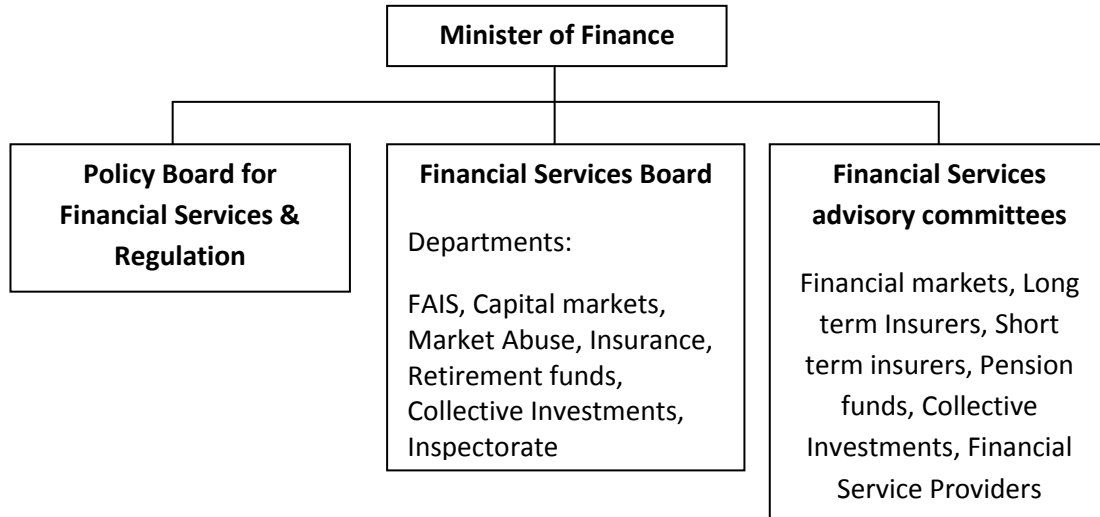 Minister of Finance
Policy Board for
Financial Services &
Regulation
Financial Services Board
Departments:
FAIS, Capital markets,
Market Abuse, Insurance,
Retirement funds,
Collective Investments,
Inspectorate
Financial Services
advisory committees
Financial markets, Long
term Insurers, Short
term insurers, Pension
funds, Collective
Investments, Financial
Service Providers